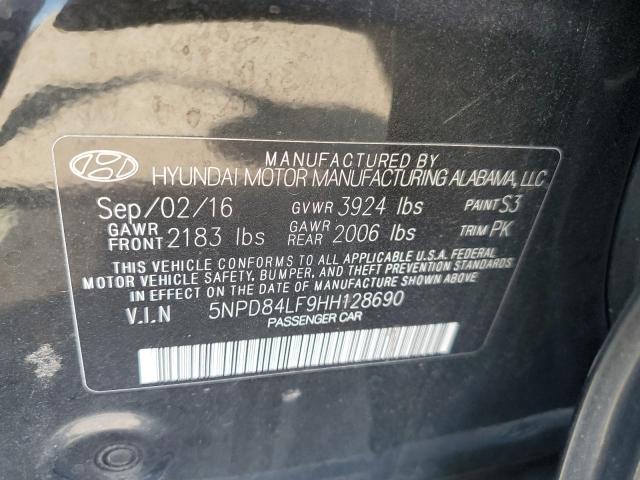 MANUFACTURED BY
HYUNDAI MOTOR MANUFACTURING ALABAMA, LLC
Sep/02/16 GVWR 3924 lbs PAINT S3
GAWR FRONT 2183 lbs GAWR REAR 2006 lbs TRIM PK
THIS VEHICLE CONFORMS TO ALL APPLICABLE U.S.A. FEDERAL
MOTOR VEHICLE SAFETY, BUMPER, AND THEFT PREVENTION STANDARDS
IN EFFECT ON THE DATE OF MANUFACTURE SHOWN ABOVE.
V.I.N 5NPD84LF9HH128690
PASSENGER CAR